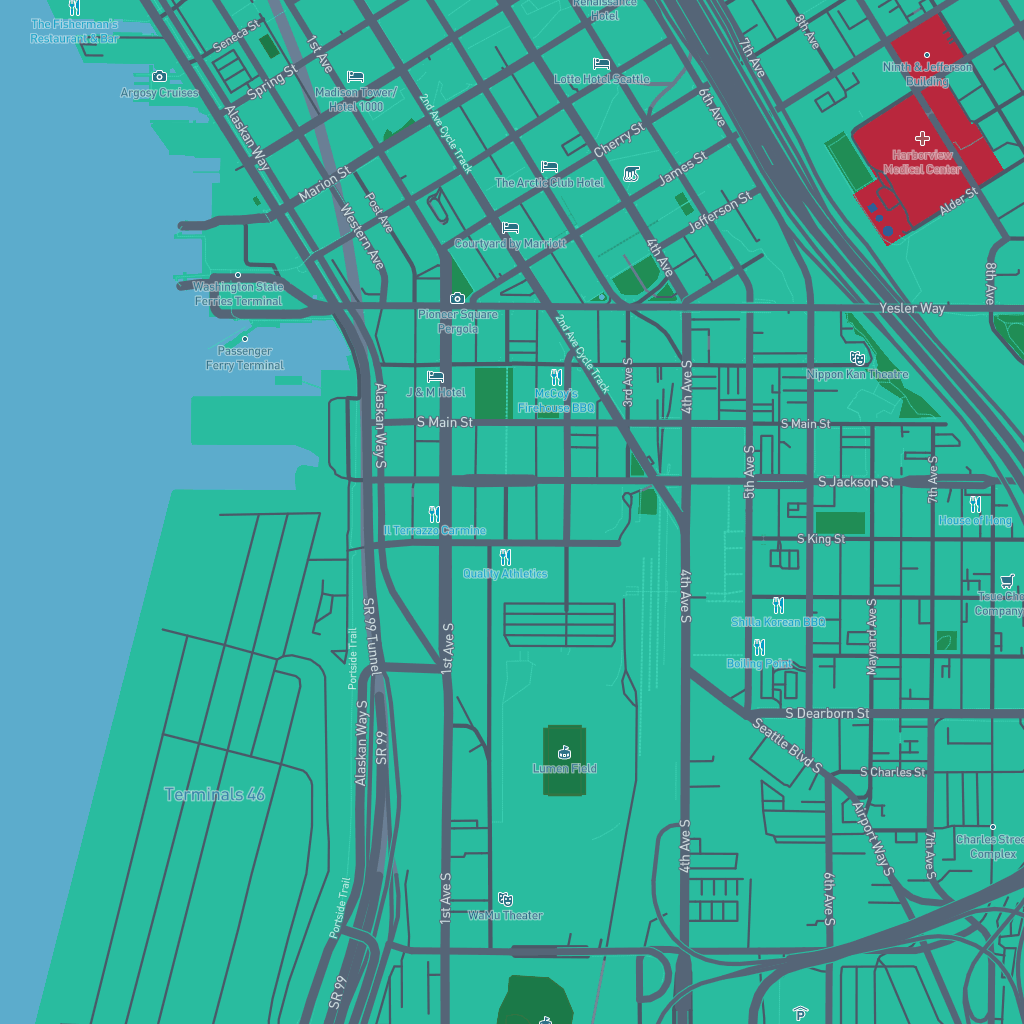 The Fisherman's
Restaurant & Bar
Seneca St
1st Ave
Renaissance
Hotel
7th Ave
8th Ave
Ninth & Jefferson
Building
Argosy Cruises
Spring St
Madison Tower/
Hotel 1000
2nd Ave Cycle Track
Lotte Hotel Seattle
6th Ave
Alaskan Way
Cherry St
Harborview
Medical Center
Marion St
The Arctic Club Hotel
James St
Alder St
Post Ave
Western Ave
Courtyard by Marriott
Jefferson St
4th Ave
8th Ave
Washington State
Ferries Terminal
Pioneer Square
Pergola
Yesler Way
Passenger
Ferry Terminal
2nd Ave Cycle Track
Nippon Kan Theatre
J & M Hotel
McCoy's
Firehouse BBQ
3rd Ave S
4th Ave S
Alaskan Way S
S Main St
S Main St
5th Ave S
S Jackson St
7th Ave S
Il Terrazzo Carmine
House of Hong
S King St
Quality Athletics
4th Ave S
Tsue Cho
Company
Shilla Korean BBQ
Maynard Ave S
SR 99 Tunnel
Portside Trail
1st Ave S
Boiling Point
S Dearborn St
Seattle Blvd S
Alaskan Way S
SR 99
Lumen Field
S Charles St
Terminals 46
Airport Way S
4th Ave S
7th Ave S
Charles Stree
Complex
Portside Trail
1st Ave S
WaMu Theater
6th Ave S
SR 99